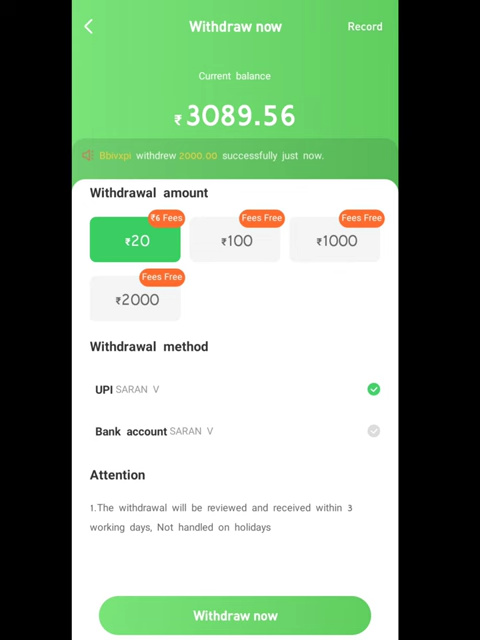 Withdraw now
Record
Current balance
₹3089.56
Bbivxpi withdrew 2000.00 successfully just now.
Withdrawal amount
₹6 Fees
Fees Free
Fees Free
₹20
₹100
₹1000
Fees Free
₹2000
Withdrawal method
UPI SARAN V
Bank account SARAN V
Attention
1.The withdrawal will be reviewed and received within 3
working days, Not handled on holidays
Withdraw now